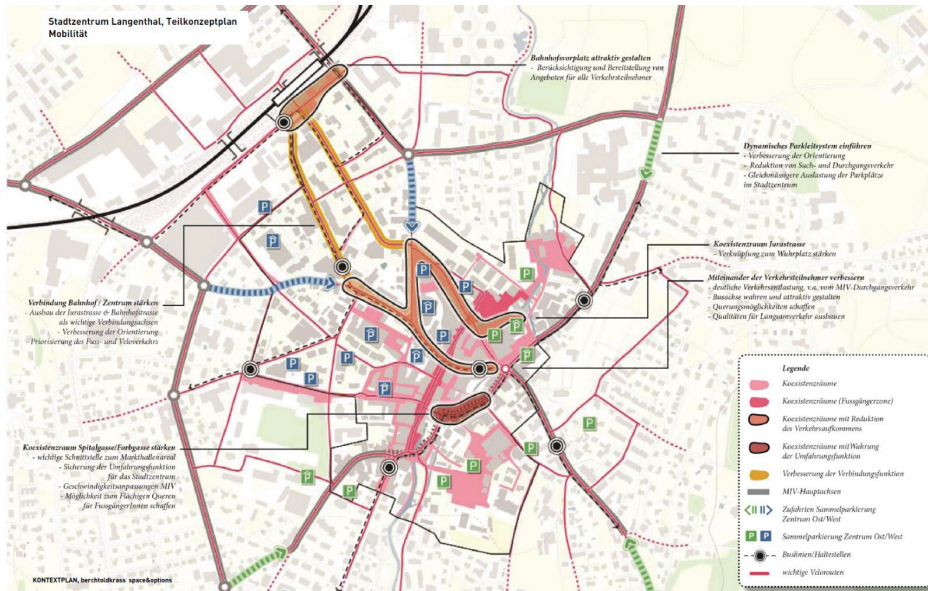 Stadtzentrum Langenthal, Teilkonzeptplan
Mobilität
Bahnhofsvorplatz attraktiv gestalten
- Berücksichtigung und Bereitstellung von
Angeboten für alle Verkehrsteilnehmer
Dynamisches Parkleitsystem einführen
- Verbesserung der Orientierung
- Reduktion von Such- und Durchgangsverkehr
- Gleichmässigere Auslastung der Parkplätze
im Stadtzentrum
Koexistenzraum Jurastrasse
- Verknüpfung zum Wuhrplatz stärken
Miteinander der Verkehrsteilnehmer verbessern
deutliche Verkehrsentlastung, v.a. vom MIV-Durchgangsverkehr
- Busachse wahren und attraktiv gestalten
- Querungsmöglichkeiten schaffen
- Qualitäten für Langsamverkehr ausbauen
Verbindung Bahnhof / Zentrum stärken
- Ausbau der Jurastrasse & Bahnhofstrasse
als wichtige Verbindungsachsen
- Verbesserung der Orientierung
- Priorisierung des Fuss- und Veloverkehrs
Koexistenzraum Spitalgasse/Farbgasse stärken
- wichtige Schnittstelle zum Markthallenareal
- Sicherung der Umfahrungsfunktion
für das Stadtzentrum
- Geschwindigkeitsanpassungen MIV
- Möglichkeit zum Flächigen Queren
für FussgängerInnen schaffen
Legende
Koexistenzräume
Koexistenzräume (Fussgängerzone)
Koexistenzräume mit Reduktion
des Verkehrsaufkommens
Koexistenzräume mit Wahrung
der Umfahrungsfunktion
Verbesserung der Verbindungsfunktion
MIV-Hauptachsen
Zufahrten Sammelparkierung
Zentrum Ost/West
P P Sammelparkierung Zentrum Ost/West
Buslinien/Haltestellen
wichtige Velorouten
KONTEXTPLAN, berchtoldkrass space&options